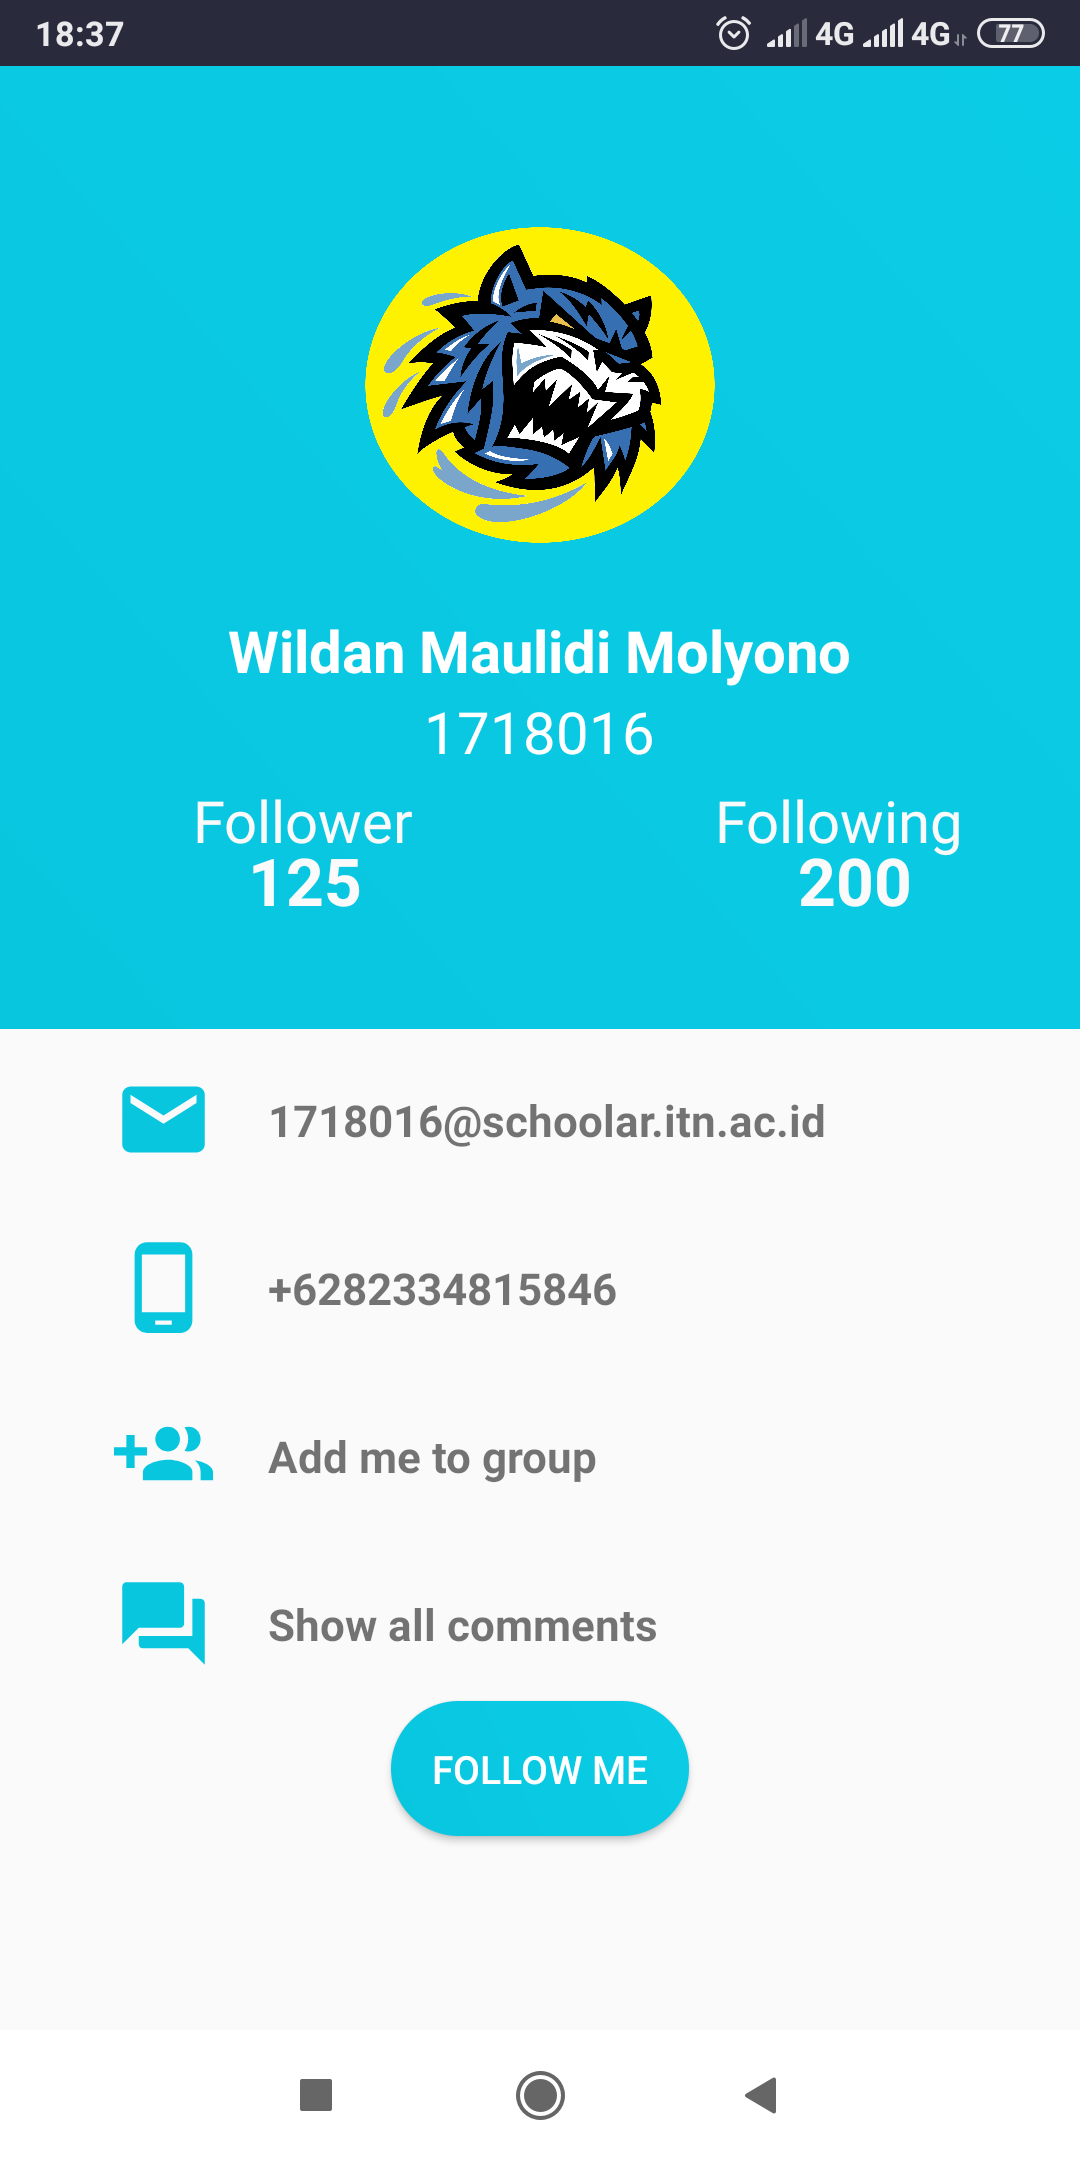 18:37
4G 4G 77
Wildan Maulidi Molyono
1718016
Follower Following
125 200
1718016@schoolar.itn.ac.id
+6282334815846
Add me to group
Show all comments
FOLLOW ME